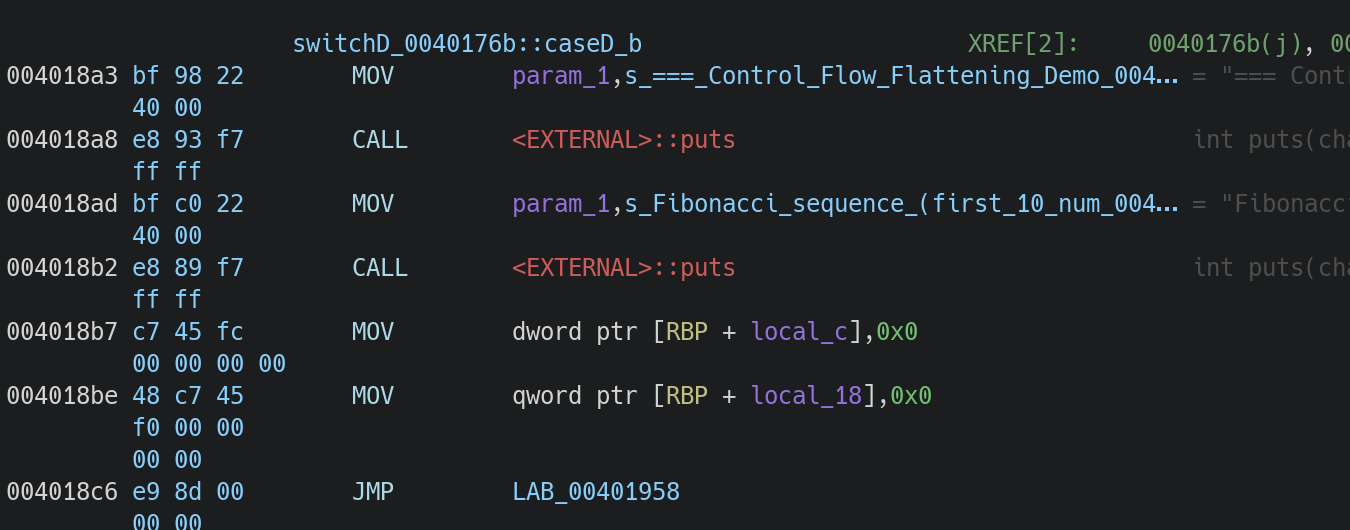 switchD_0040176b::caseD_b XREF[2]: 0040176b(j), 00
004018a3 bf 98 22 MOV param_1,s_===_Control_Flow_Flattening_Demo_004... = "=== Cont
40 00
004018a8 e8 93 f7 CALL <EXTERNAL>::puts int puts(cha
ff ff
004018ad bf c0 22 MOV param_1,s_Fibonacci_sequence_(first_10_num_004... = "Fibonacc
40 00
004018b2 e8 89 f7 CALL <EXTERNAL>::puts int puts(cha
ff ff
004018b7 c7 45 fc MOV dword ptr [RBP + local_c],0x0
00 00 00 00
004018be 48 c7 45 MOV qword ptr [RBP + local_18],0x0
f0 00 00
00 00
004018c6 e9 8d 00 JMP LAB_00401958
00 00